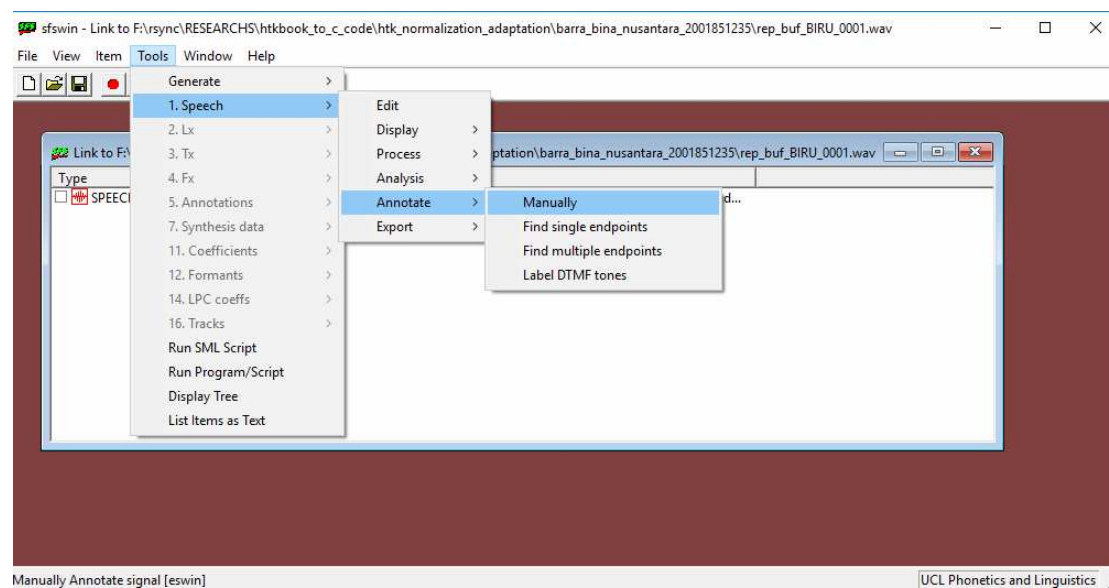 sfswin - Link to F:\rsync\RESEARCHS\htkbook_to_c_code\htk_normalization_adaptation\barra_bina_nusantara_2001851235\rep_buf_BIRU_0001.wav
File View Item Tools Window Help
Generate
1. Speech
2. Lx
3. Tx
4. Fx
5. Annotations
7. Synthesis data
11. Coefficients
12. Formants
14. LPC coeffs
16. Tracks
Run SML Script
Run Program/Script
Display Tree
List Items as Text
Edit
Display
Process
Analysis
Annotate
Export
Manually
Find single endpoints
Find multiple endpoints
Label DTMF tones
Link to F:\
ptation\barra_bina_nusantara_2001851235\rep_buf_BIRU_0001.wav
Type
SPEEC
d...
Manually Annotate signal [eswin]
UCL Phonetics and Linguistics